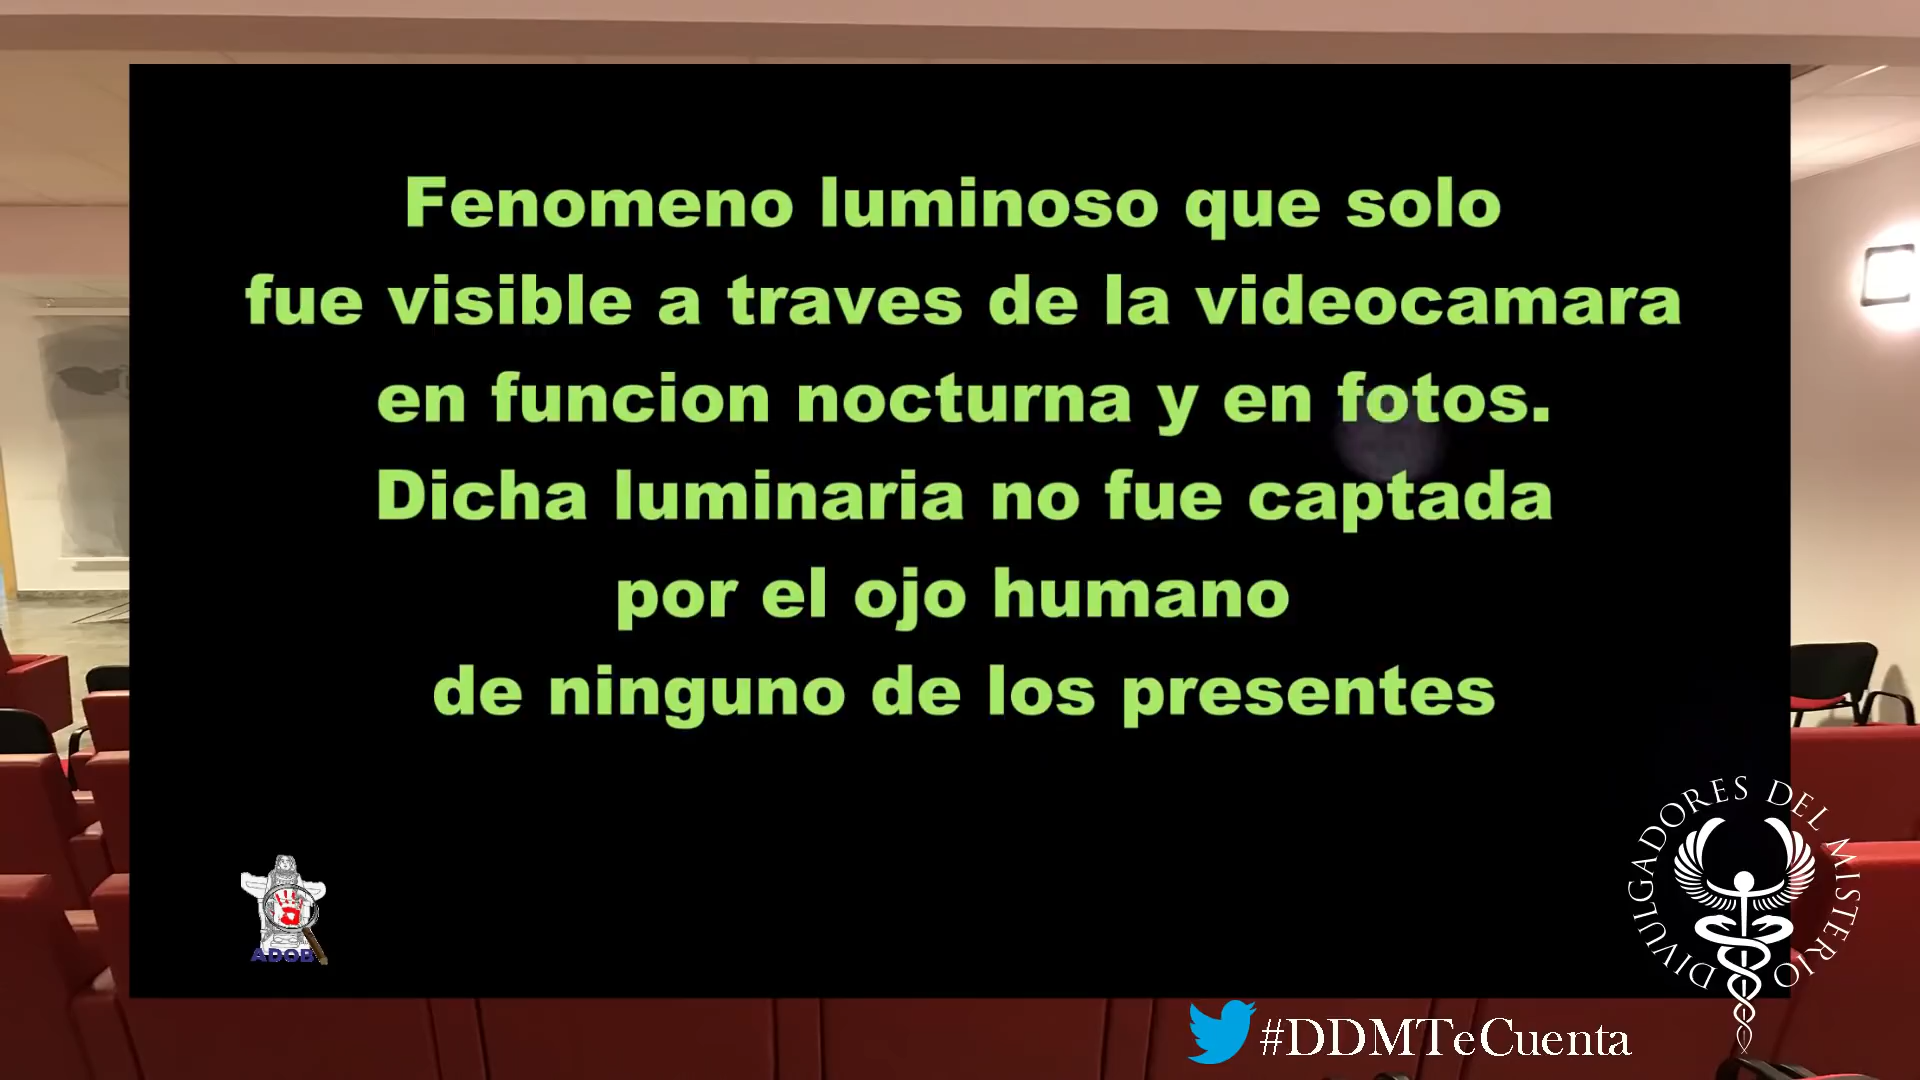 Fenomeno luminoso que solo
fue visible a traves de la videocamara
en funcion nocturna y en fotos.
Dicha luminaria no fue captada
por el ojo humano
de ninguno de los presentes
ADOB
DIVULGADORES DEL MISTERIO
#DDMTeCuenta